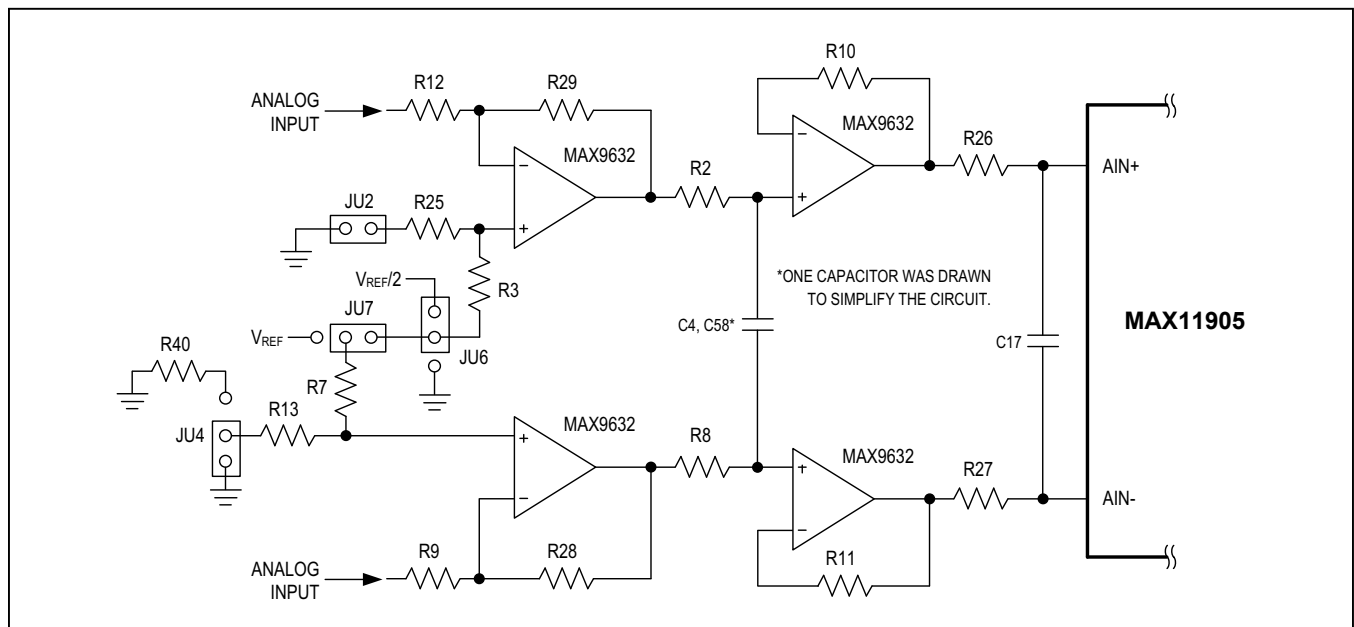 R10
R12
R29
ANALOG
INPUT
MAX9632
MAX9632
R26
R2
AIN+
−
−
+
+
JU2
R25
VREF/2
R3
*ONE CAPACITOR WAS DRAWN
TO SIMPLIFY THE CIRCUIT.
JU7
VREF
C4, C58*
MAX11905
C17
JU6
R40
R7
R13
JU4
MAX9632
R8
MAX9632
+
+
R27
AIN-
−
−
R9
R28
R11
ANALOG
INPUT